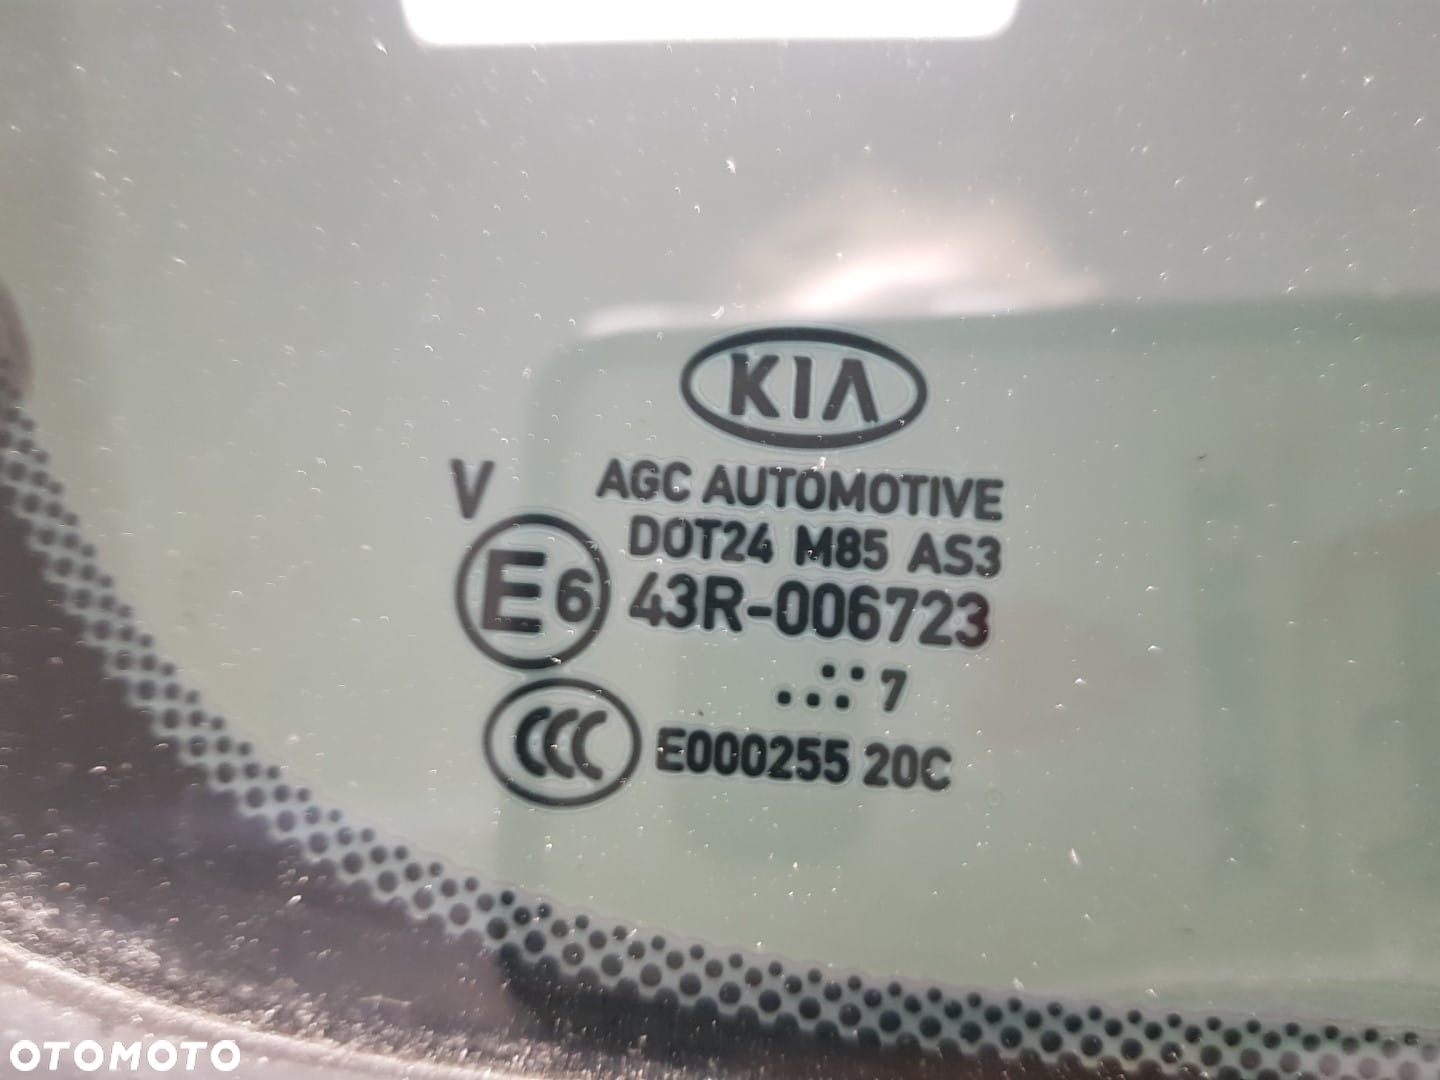 KIA
AGC AUTOMOTIVE
V
DOT24 M85 AS3
E6 43R-006723
..:: 7
CCC E000255 20C
OTOMOTO